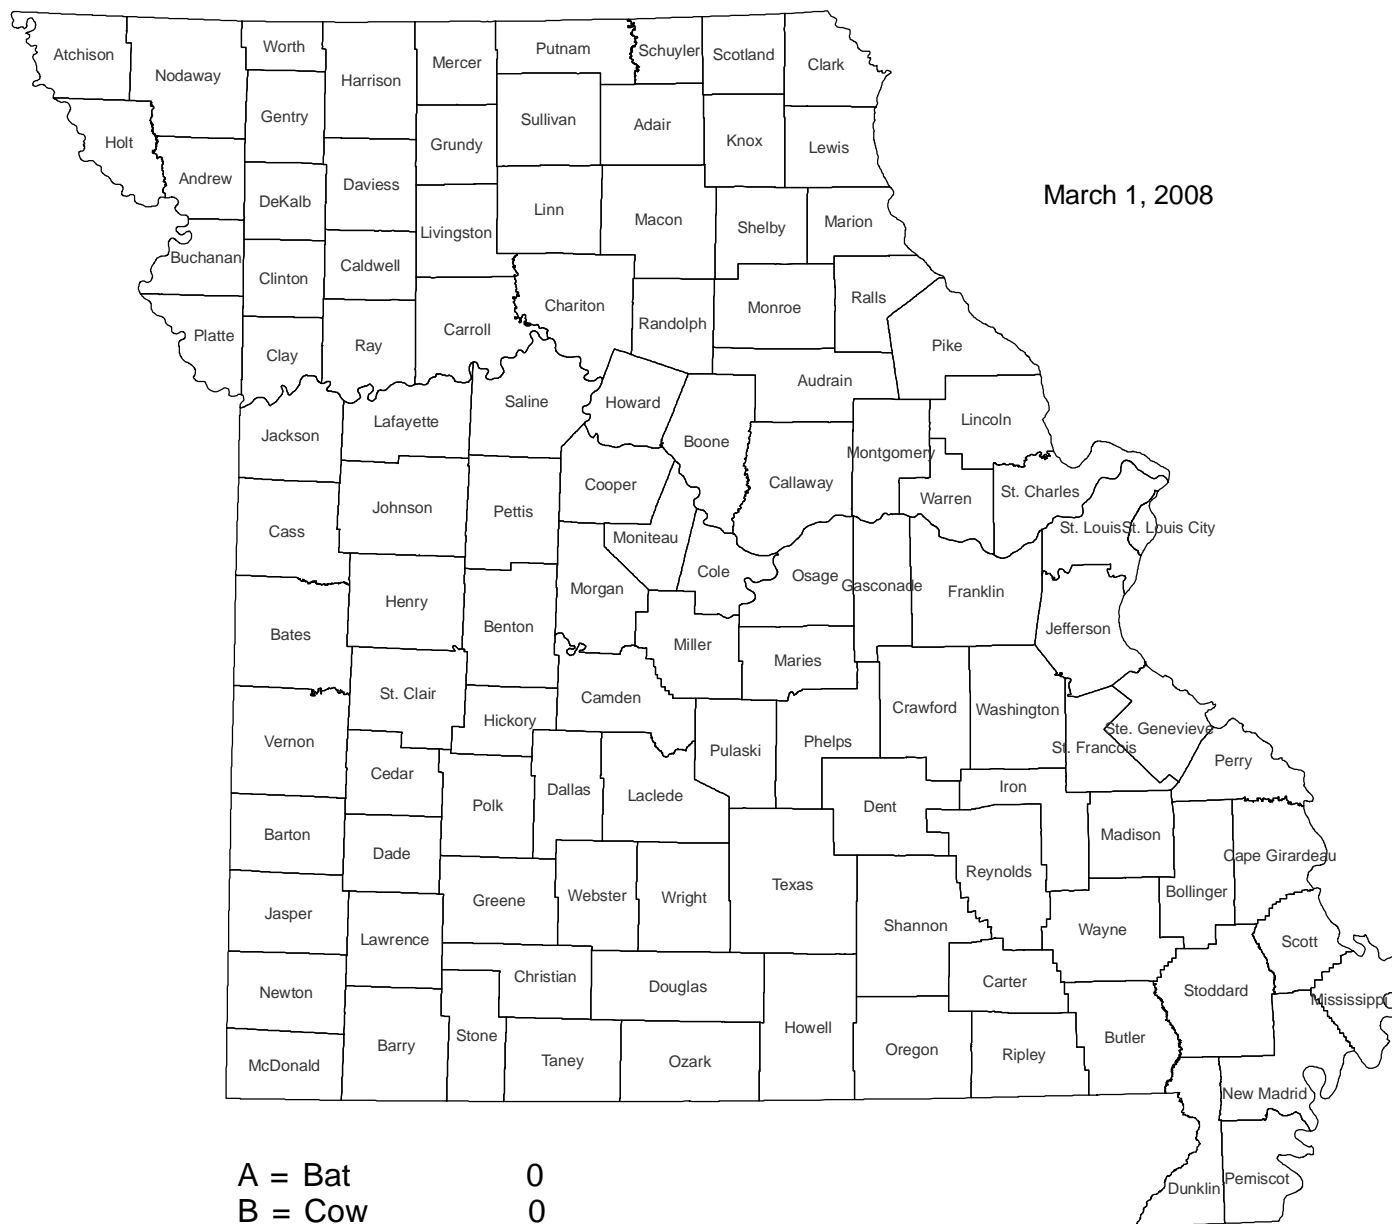 Worth
Atchison
Putnam
Schuyler
Scotland
Mercer
Clark
Nodaway
Harrison
Gentry
Sullivan
Adair
Holt
Grundy
Knox
Lewis
Andrew
Daviess
DeKalb
Linn
Macon
Shelby
Marion
March 1, 2008
Livingston
Buchanan
Clinton
Caldwell
Chariton
Ralls
Monroe
Randolph
Platte
Carroll
Clay
Ray
Pike
Audrain
Saline
Howard
Lafayette
Lincoln
Jackson
Boone
Montgomery
Cooper
Callaway
St. Charles
Warren
Johnson
Pettis
Cass
Moniteau
St. Louis
St. Louis City
Cole
Osage
Gasconade
Morgan
Franklin
Henry
Benton
Jefferson
Bates
Miller
Maries
St. Clair
Camden
Crawford
Washington
Hickory
Ste. Genevieve
Vernon
Pulaski
Phelps
St. Francois
Perry
Cedar
Dallas
Iron
Laclede
Polk
Dent
Barton
Madison
Dade
Cape Girardeau
Reynolds
Texas
Bollinger
Webster
Wright
Greene
Jasper
Shannon
Wayne
Lawrence
Scott
Christian
Carter
Douglas
Stoddard
Newton
Mississippi
Howell
Stone
Butler
Barry
Oregon
Ripley
Taney
Ozark
McDonald
New Madrid
Pemiscot
Dunklin
A = Bat 0
B = Cow 0